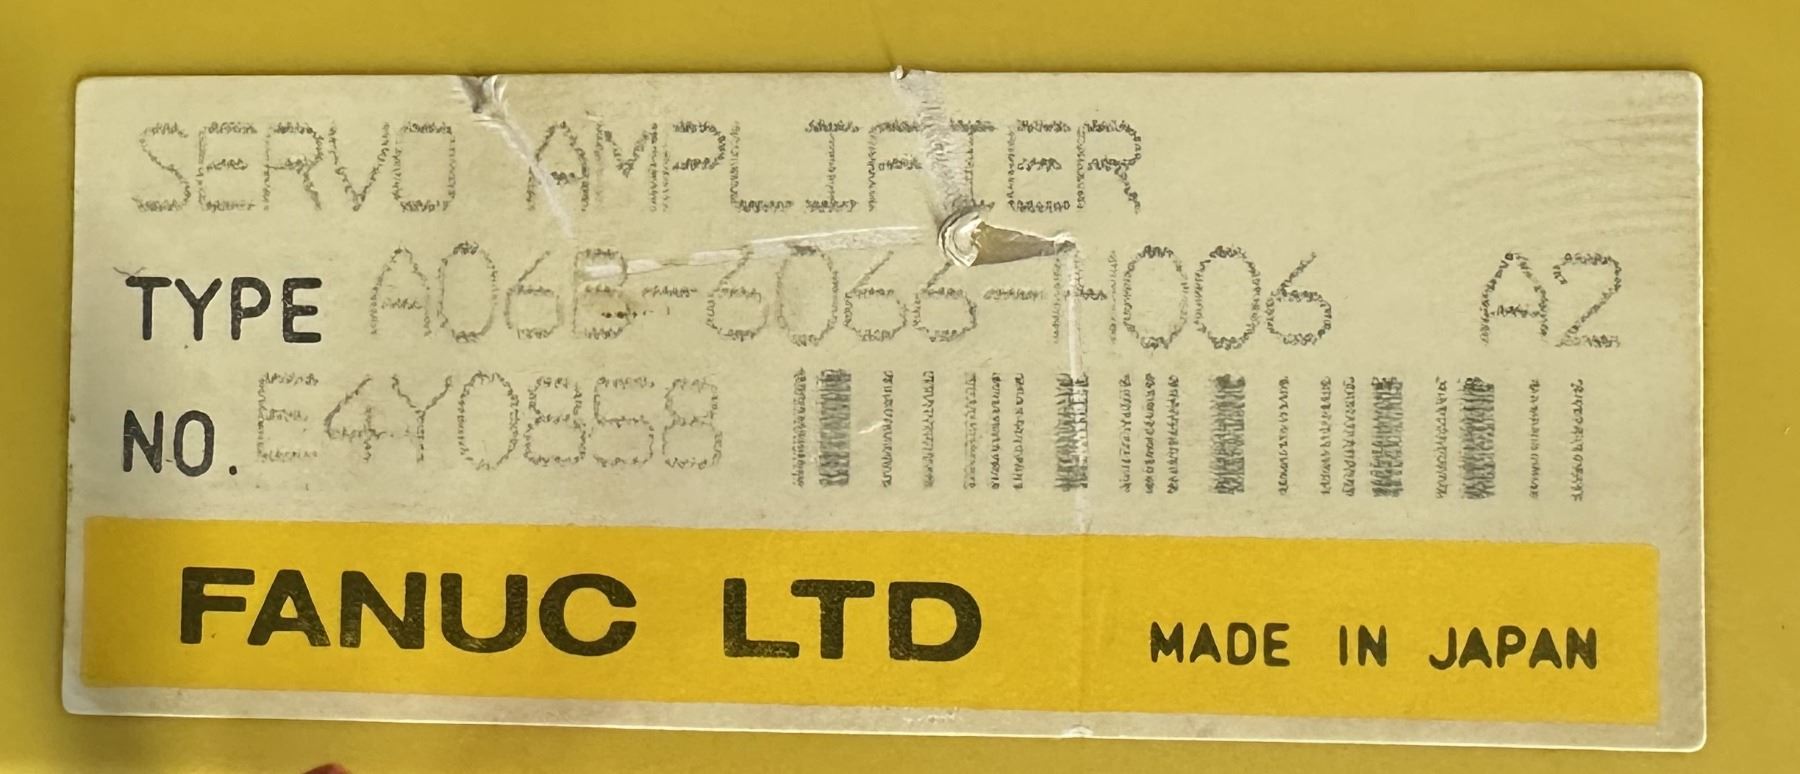 SERVO AMPLIFIER
TYPE A06B-6066-H006 A2
NO. E4Y0858
FANUC LTD MADE IN JAPAN